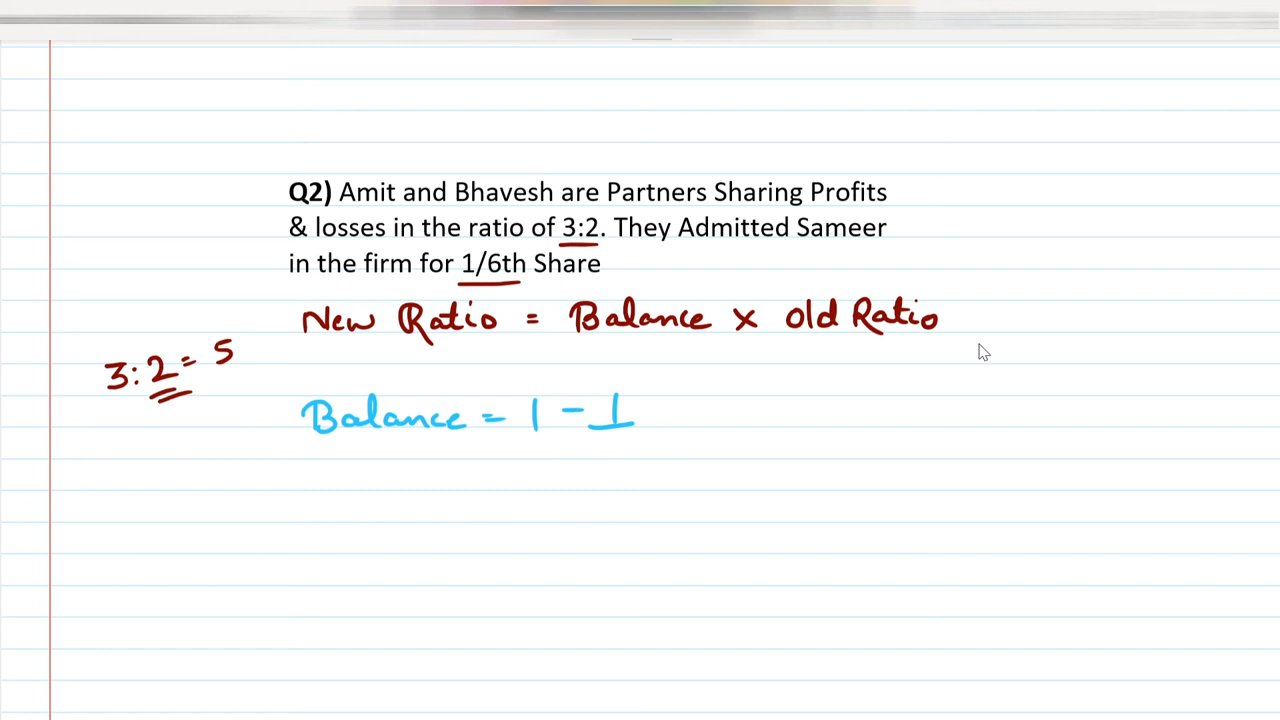 Q2) Amit and Bhavesh are Partners Sharing Profits
& losses in the ratio of 3:2. They Admitted Sameer
in the firm for 1/6th Share
New Ratio = Balance x old Ratio
3:2 = 5
Balance = 1 - 1